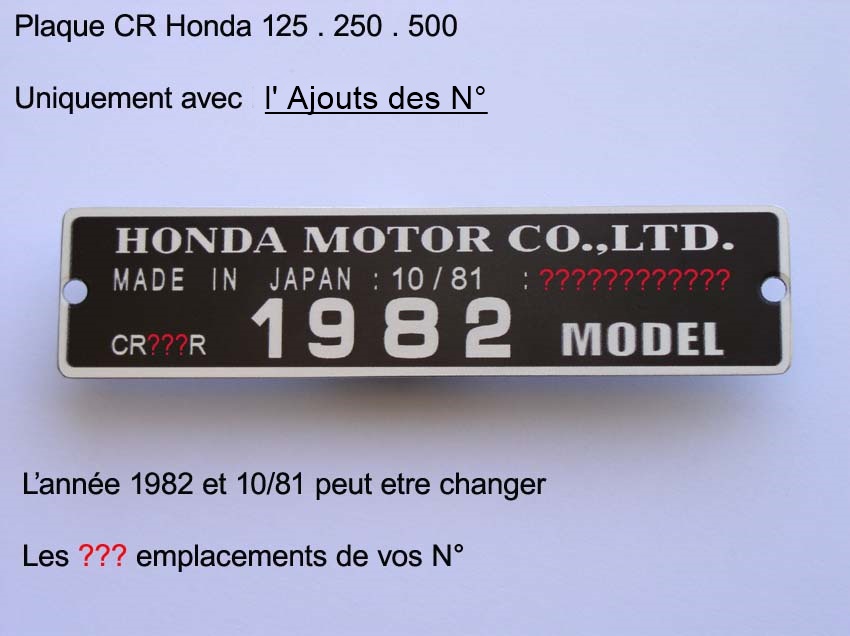 Plaque CR Honda 125 . 250 . 500
Uniquement avec l' Ajouts des N°
HONDA MOTOR CO.,LTD.
MADE IN JAPAN : 10 / 81 : ????????????
CR???R 1982 MODEL
L'année 1982 et 10/81 peut etre changer
Les ??? emplacements de vos N°